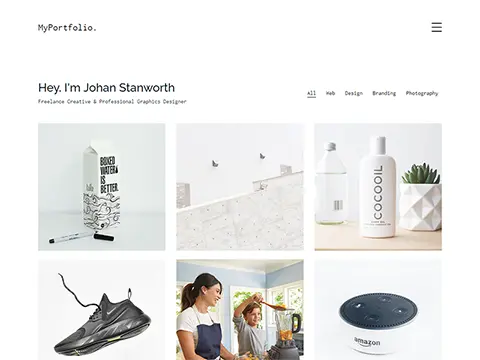 MyPortfolio.
Hey, I'm Johan Stanworth
Freelance Creative & Professional Graphics Designer
All Web Design Branding Photography
BOXED
WATER
IS
BETTER.
COCOOIL
amazon